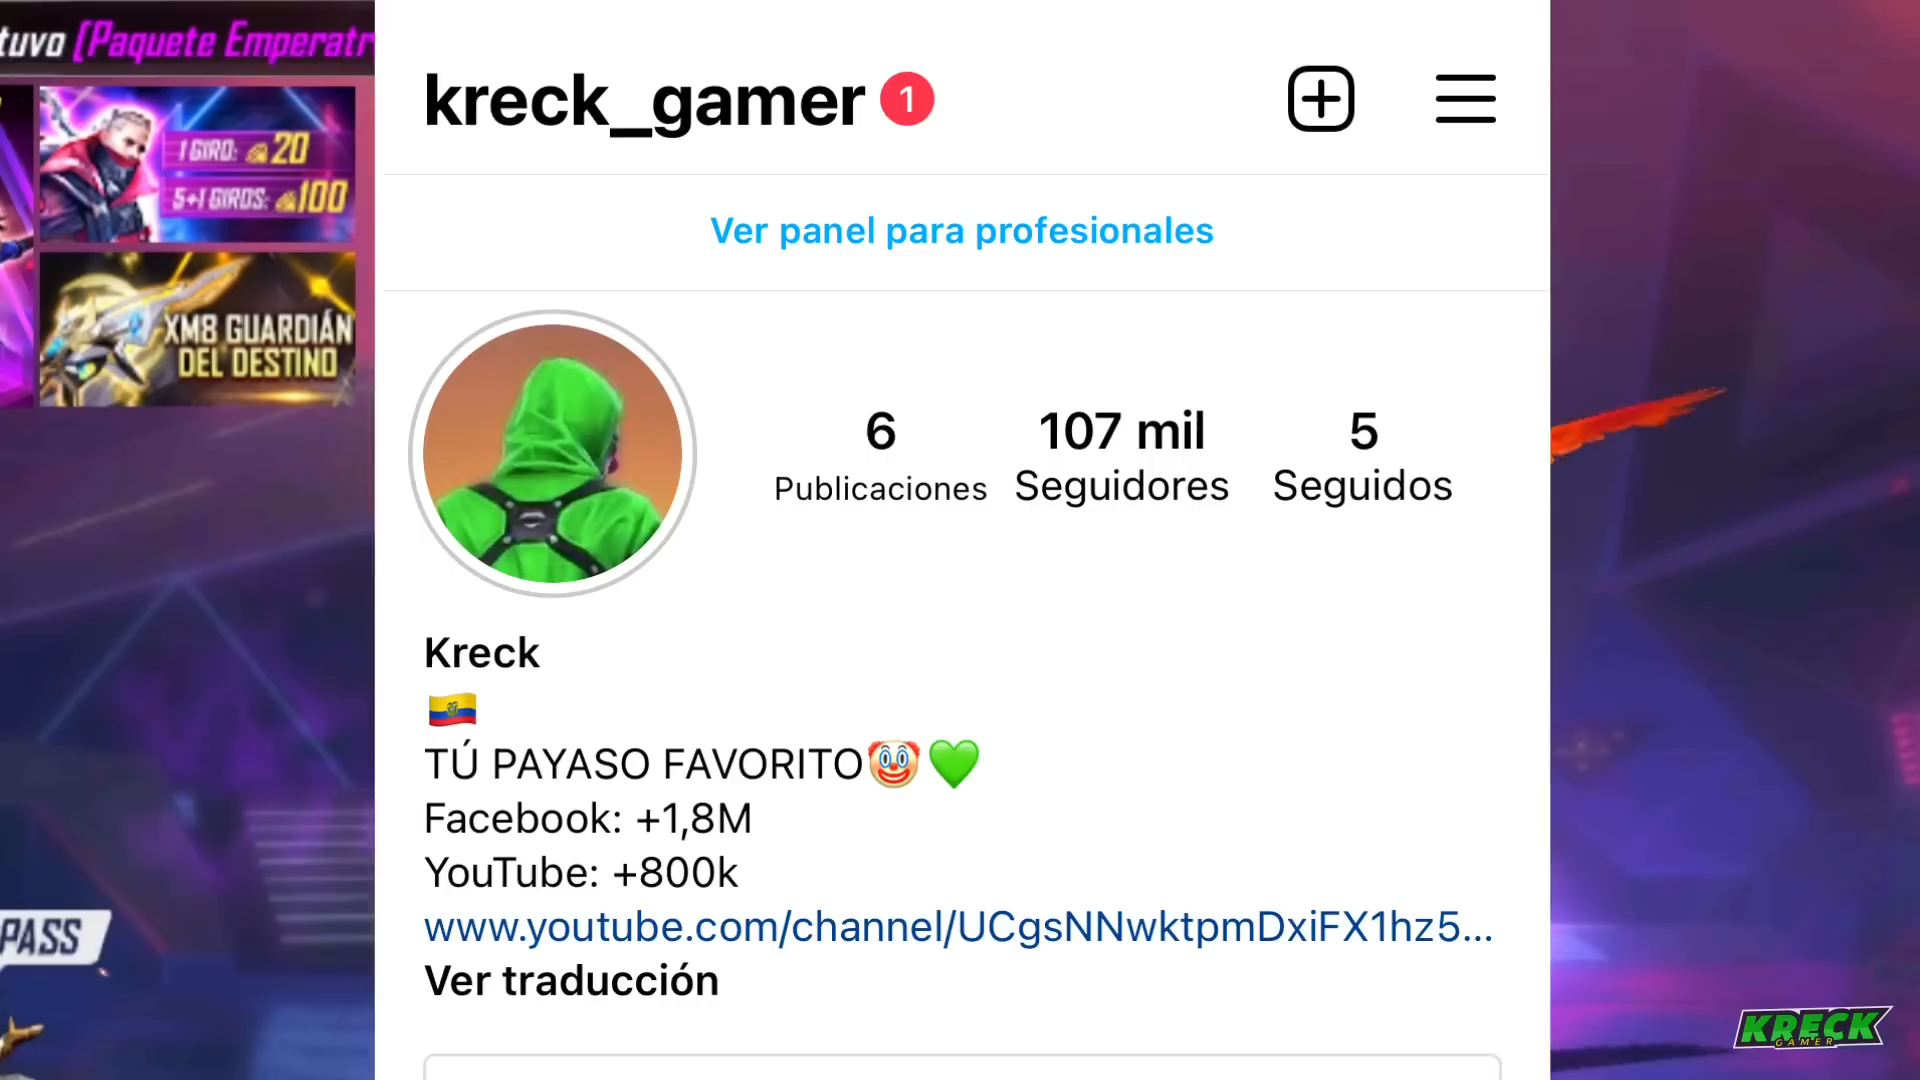 tuvo [Paquete Emperatr
1 GIRO: 20
5+1 GIROS: 100
XM8 GUARDIÁN
DEL DESTINO
PASS
kreck_gamer 1
Ver panel para profesionales
6 107 mil 5
Publicaciones Seguidores Seguidos
Kreck
TÚ PAYASO FAVORITO🤡💚
Facebook: +1,8M
YouTube: +800k
www.youtube.com/channel/UCgsNNwktpmDxiFX1hz5...
Ver traducción
KRECK
GAMER